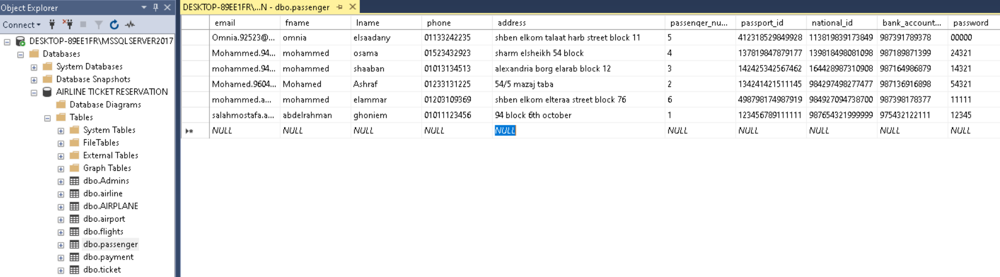 Object Explorer
Connect
DESKTOP-89EE1FR\MSSQLSERVER2017
Databases
System Databases
Database Snapshots
AIRLINE TICKET RESERVATION
Database Diagrams
Tables
System Tables
FileTables
External Tables
Graph Tables
dbo.Admins
dbo.airline
dbo.AIRPLANE
dbo.airport
dbo.flights
dbo.passenger
dbo.payment
dbo.ticket
DESKTOP-89EE1FR\...N - dbo.passenger
email fname lname phone address passenger_nu... passport_id national_id bank_account... password
Omnia.92523@... omnia elsaadany 01133242235 shben elkom talaat harb street block 11 5 412318529849928 113819839173849 987391789378 00000
Mohammed.94... mohammed osama 01523432923 sharm elsheikh 54 block 4 137819847879177 139818498081098 987189871399 24321
mohammed.94... mohammed shaaban 01013134513 alexandria borg elarab block 12 3 142425342567462 164428987310908 987164986879 14321
Mohamed.9604... Mohamed Ashraf 01233131225 54/5 mazaj taba 2 134241421511145 984297498277477 987136916898 54321
mohammed.a... mohammed elammar 01203109369 shben elkom elteraa street block 76 6 498798174987919 984927094738700 987398178377 11111
salahmostafa.a... abdelrahman ghoniem 01011123456 94 block 6th october 1 123456789111111 987654321999999 975432122111 12345
NULL NULL NULL NULL NULL NULL NULL NULL NULL NULL